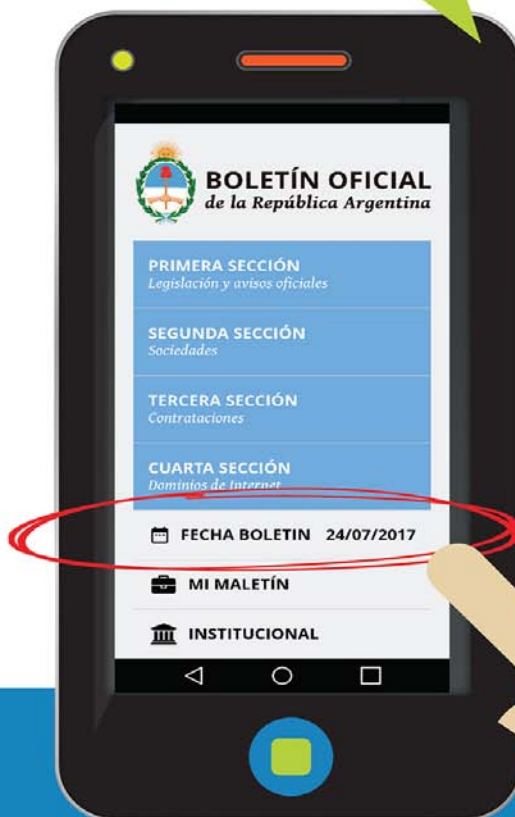 BOLETÍN OFICIAL
de la República Argentina
PRIMERA SECCIÓN
Legislación y avisos oficiales
SEGUNDA SECCIÓN
Sociedades
TERCERA SECCIÓN
Contrataciones
CUARTA SECCIÓN
Dominios de Internet
FECHA BOLETIN 24/07/2017
MI MALETÍN
INSTITUCIONAL